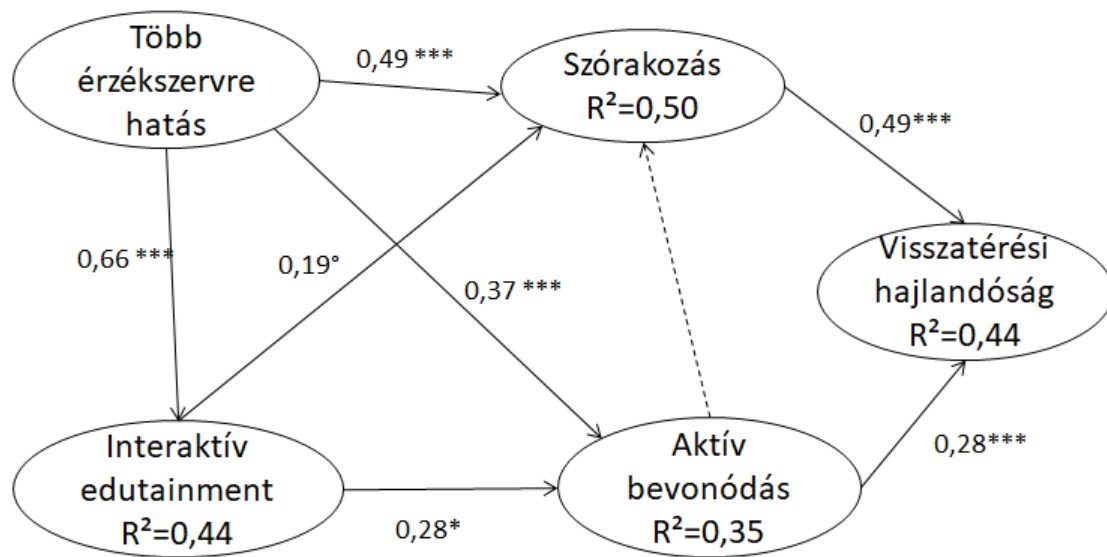 Több
érzékszervre
hatás
0,49 ***
Szórakozás
R²=0,50
0,49***
0,66 ***
0,19°
0,37 ***
Visszatérési
hajlandóság
R²=0,44
Interaktív
edutainment
R²=0,44
0,28*
Aktív
bevonódás
R²=0,35
0,28***